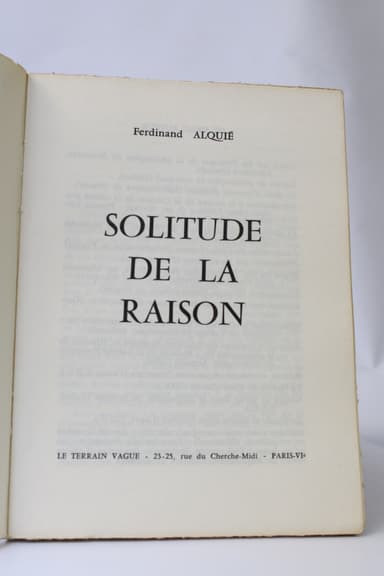 Ferdinand ALQUIÉ
SOLITUDE
DE LA
RAISON
LE TERRAIN VAGUE - 23-25, rue du Cherche-Midi - PARIS-VIe